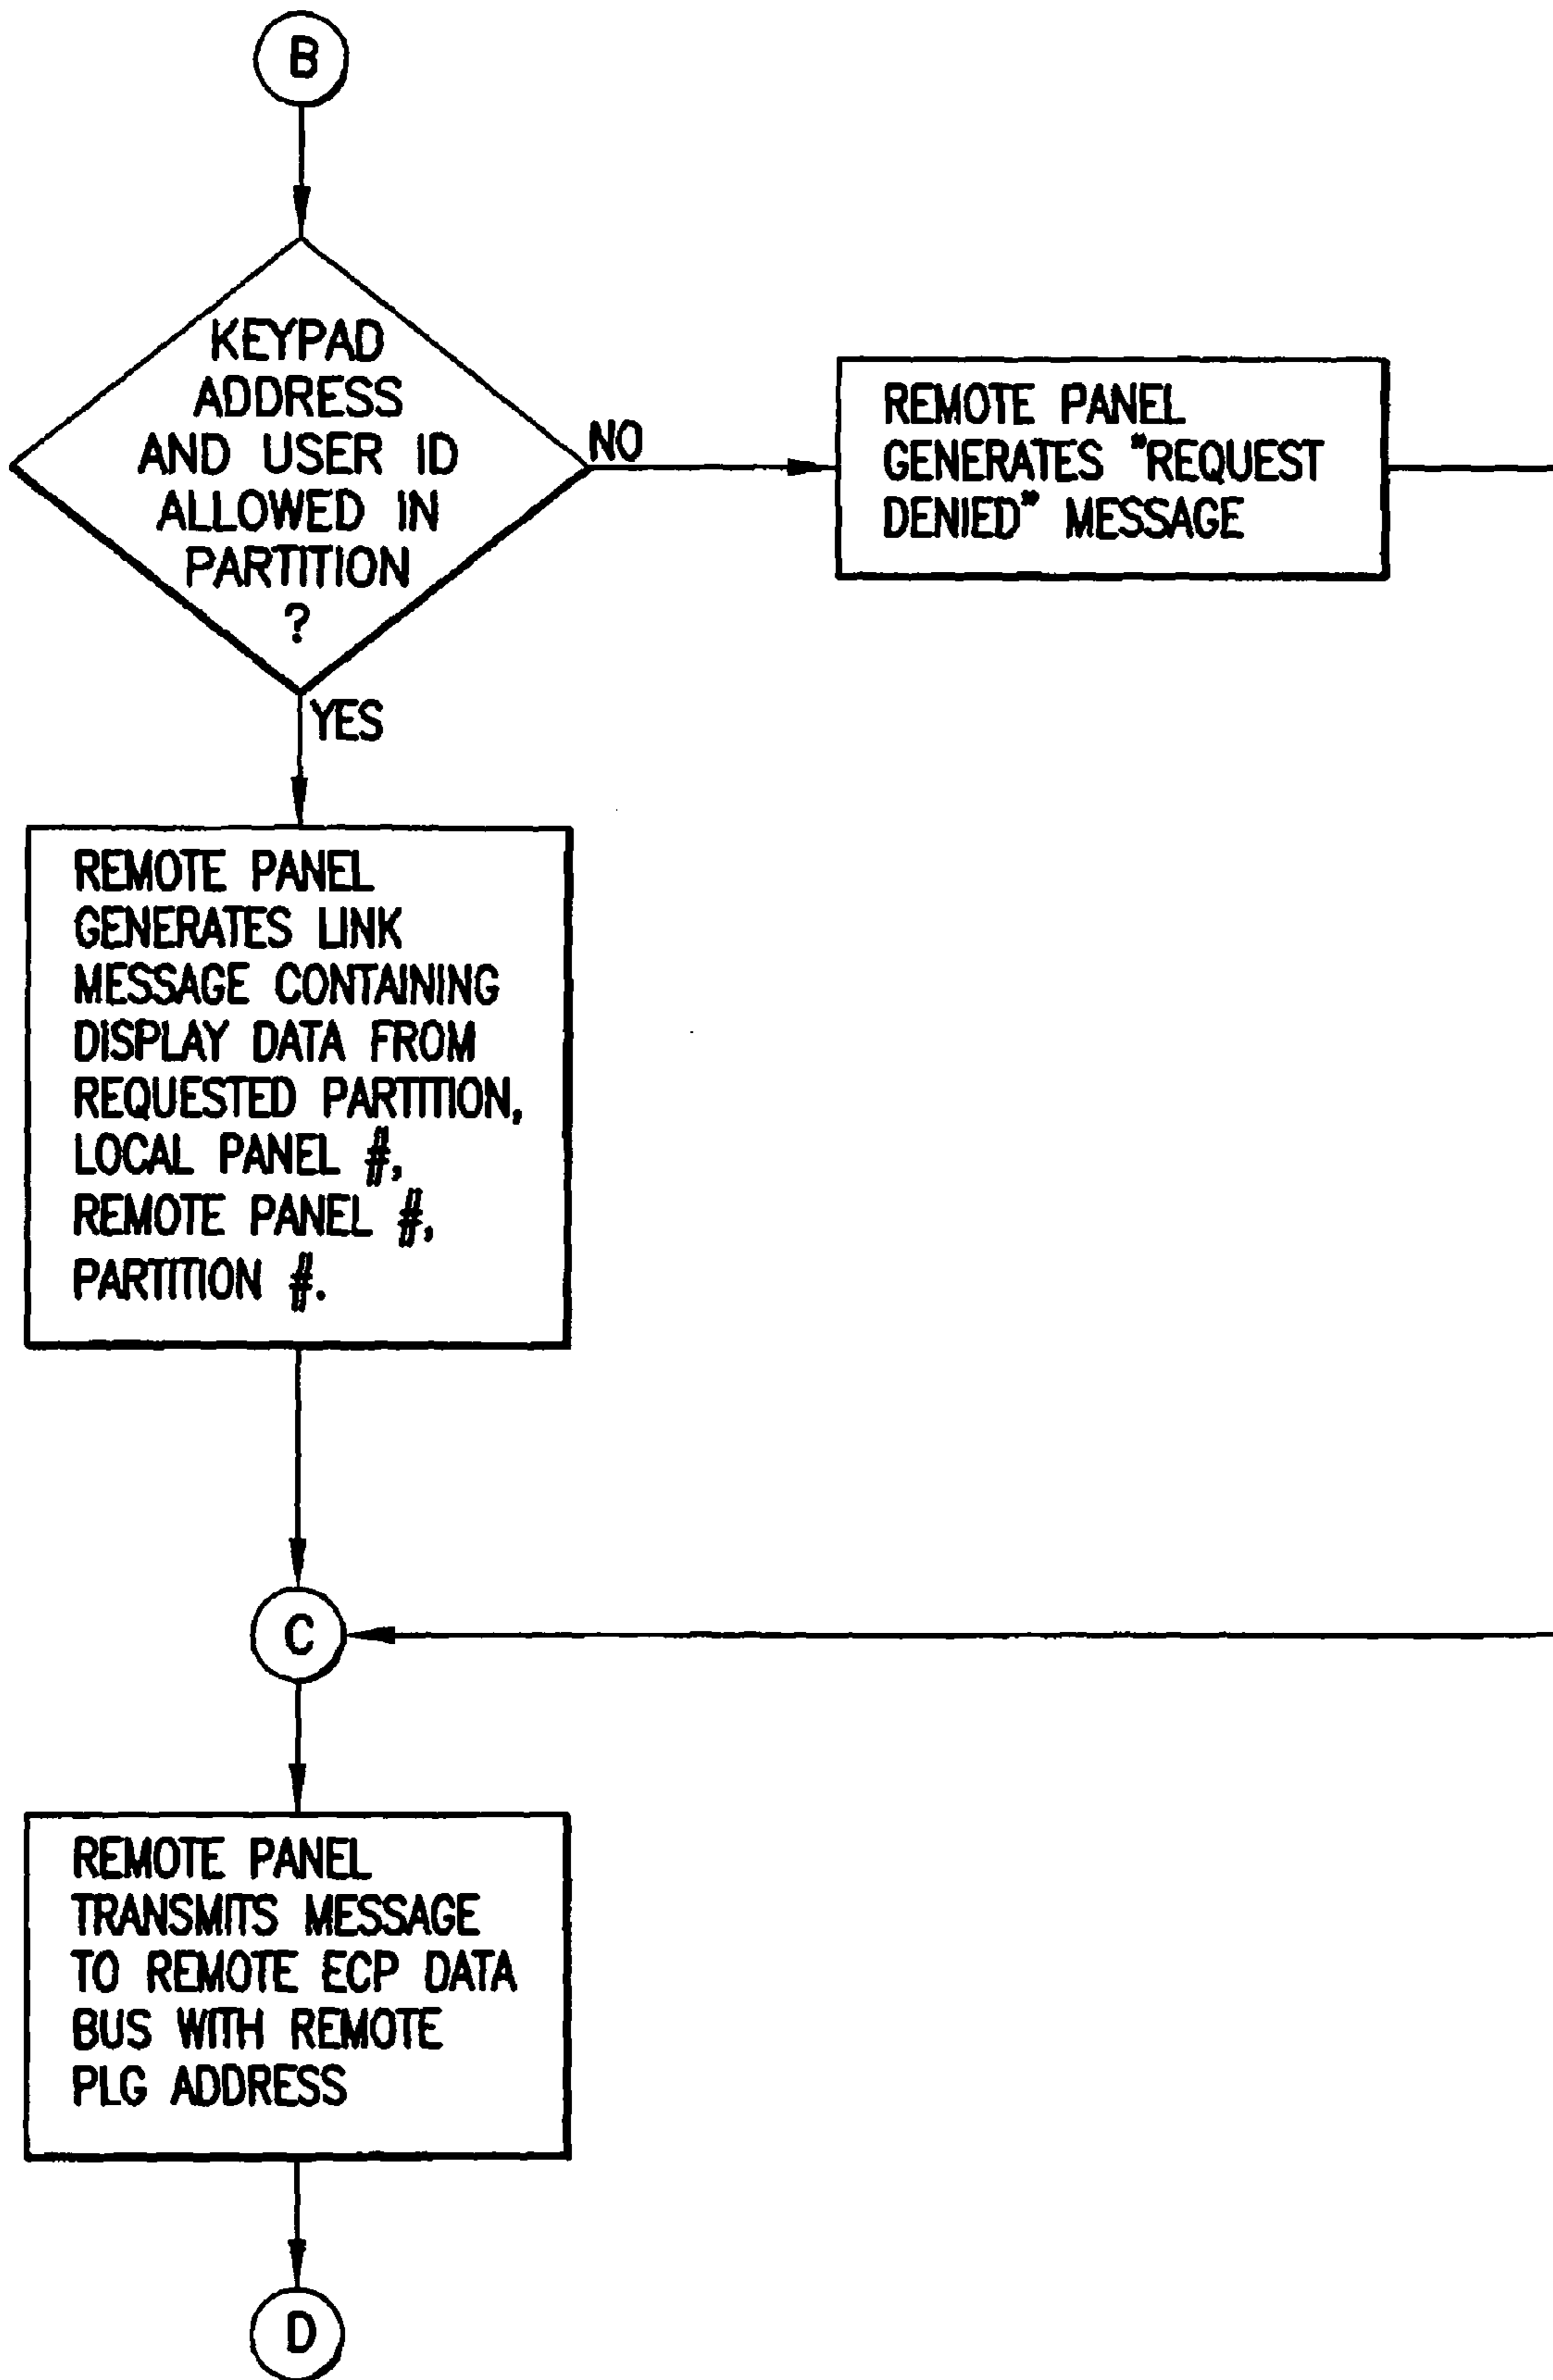 B
KEYPAD
ADDRESS
AND USER ID
ALLOWED IN
PARTITION
?
NO
REMOTE PANEL
GENERATES "REQUEST
DENIED" MESSAGE
YES
REMOTE PANEL
GENERATES LINK
MESSAGE CONTAINING
DISPLAY DATA FROM
REQUESTED PARTITION,
LOCAL PANEL #,
REMOTE PANEL #,
PARTITION #.
C
REMOTE PANEL
TRANSMITS MESSAGE
TO REMOTE ECP DATA
BUS WITH REMOTE
PLG ADDRESS
D